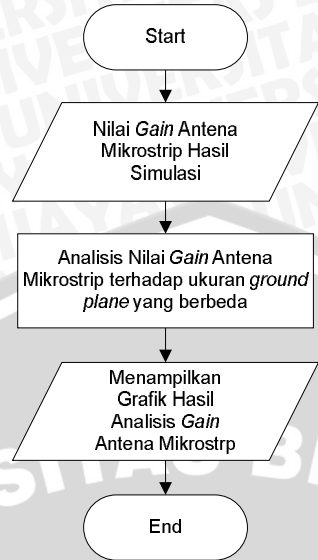 Start
Nilai Gain Antena
Mikrostrip Hasil
Simulasi
Analisis Nilai Gain Antena
Mikrostrip terhadap ukuran ground
plane yang berbeda
Menampilkan
Grafik Hasil
Analisis Gain
Antena Mikrostrp
End